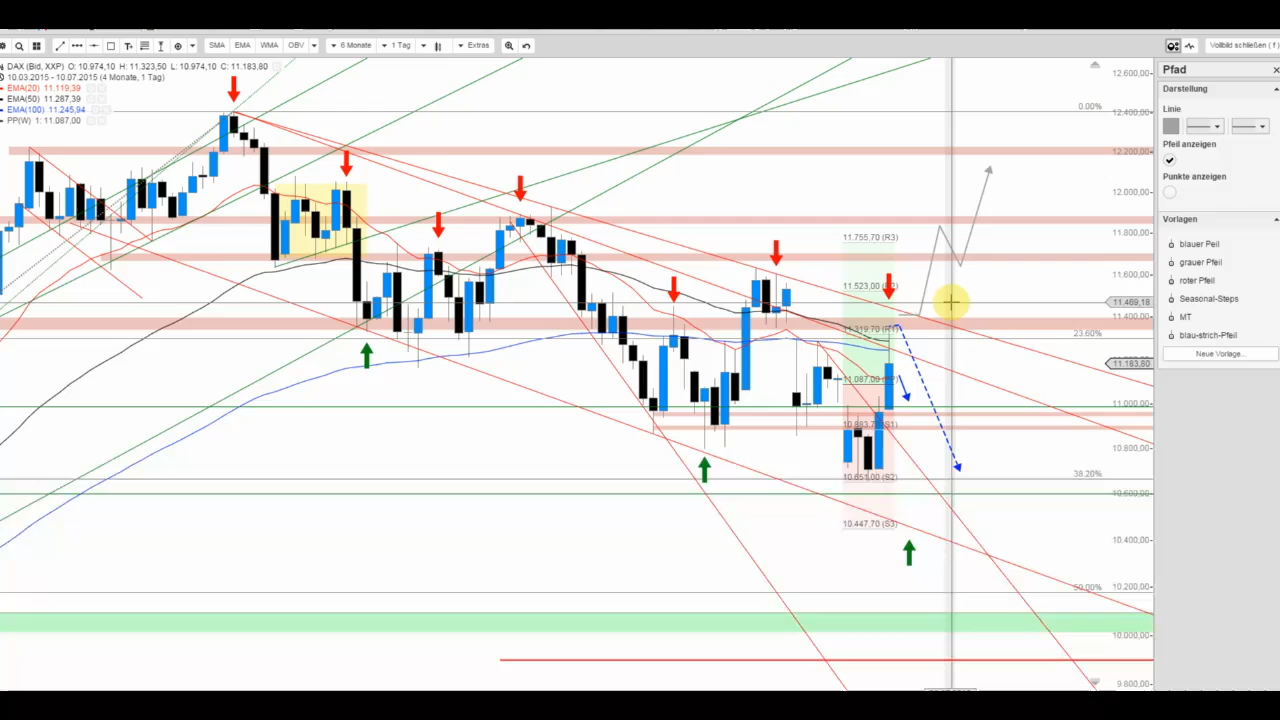 SMA EMA WMA OBV 6 Monate 1 Tag Extras Vollbild schließen ( f )
DAX (Bid, XXP) O: 10.974,10 H: 11.323,50 L: 10.974,10 C: 11.183,80
10.03.2015 - 10.07.2015 (4 Monate, 1 Tag)
EMA(20) 11.119,39
EMA(50) 11.287,39
EMA(100) 11.245,94
PP(W) 1: 11.087,00
12.600,00
0.00%
12.400,00
12.200,00
12.000,00
11.755,70 (R3)
11.800,00
11.600,00
11.523,00
11.469,18
11.400,00
11.319,70 (R1)
23.60%
11.183,80
11.087,00
11.000,00
10.883,70 (S1)
10.800,00
38.20%
10.651,00 (S2)
10.600,00
10.447,70 (S3)
10.400,00
50.00%
10.200,00
10.000,00
9.800,00
Pfad
Darstellung
Linie
Pfeil anzeigen
Punkte anzeigen
Vorlagen
blauer Peil
grauer Pfeil
roter Pfeil
Seasonal-Steps
MT
blau-strich-Pfeil
Neue Vorlage...